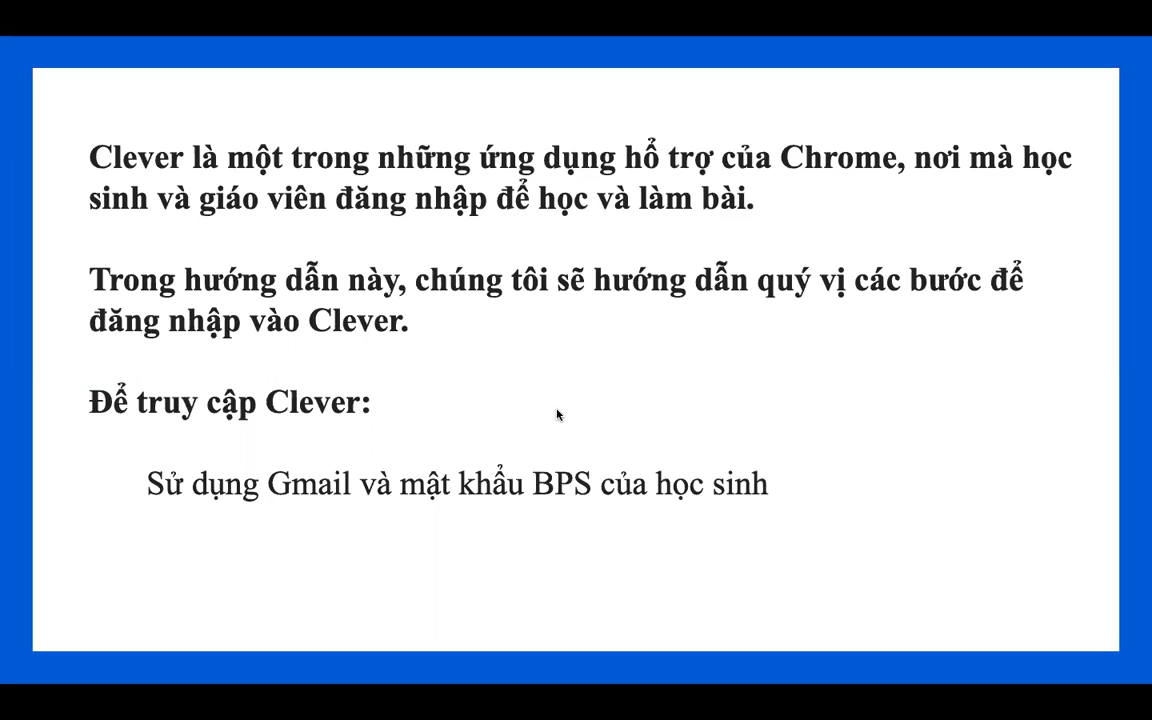 Clever là một trong những ứng dụng hổ trợ của Chrome, nơi mà học
sinh và giáo viên đăng nhập để học và làm bài.
Trong hướng dẫn này, chúng tôi sẽ hướng dẫn quý vị các bước để
đăng nhập vào Clever.
Để truy cập Clever:
Sử dụng Gmail và mật khẩu BPS của học sinh